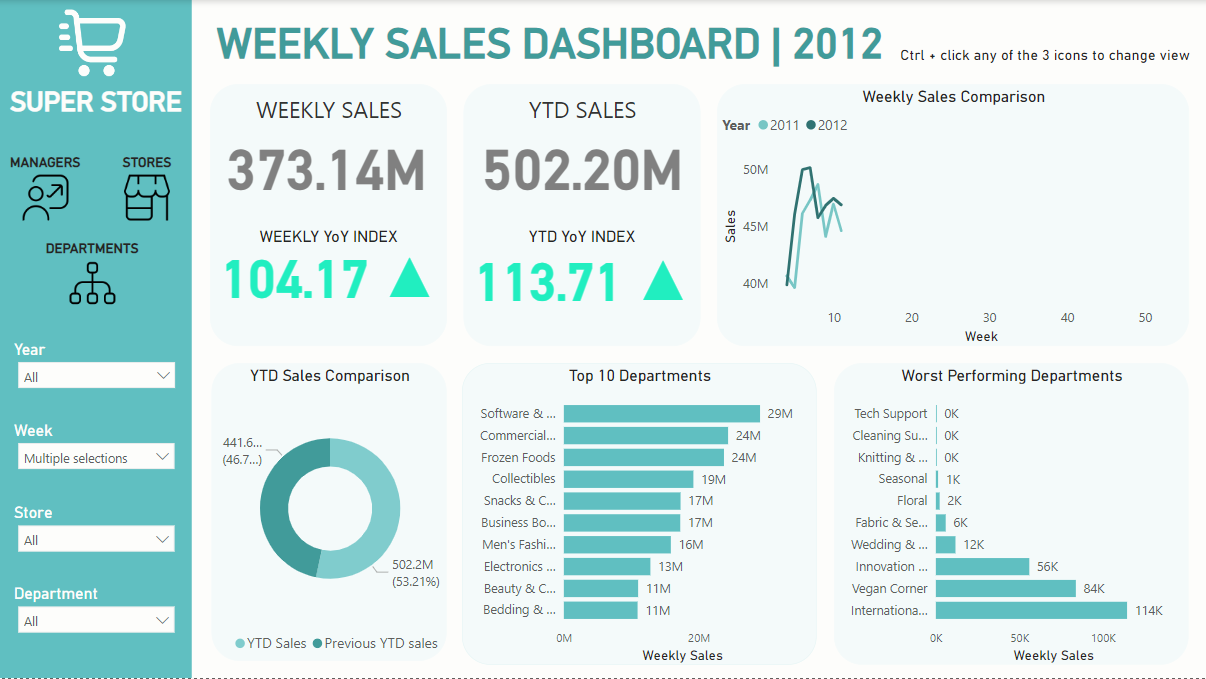 WEEKLY SALES DASHBOARD | 2012
Ctrl + click any of the 3 icons to change view
SUPER STORE
MANAGERS
STORES
DEPARTMENTS
Year
All
Week
Multiple selections
Store
All
Department
All
WEEKLY SALES
373.14M
WEEKLY YoY INDEX
104.17
YTD SALES
502.20M
YTD YoY INDEX
113.71
Weekly Sales Comparison
Year 2011 2012
50M
45M
40M
Sales
10 20 30 40 50
Week
YTD Sales Comparison
441.6...
(46.7...)
502.2M
(53.21%)
YTD Sales Previous YTD sales
Top 10 Departments
Software & ... 29M
Commercial... 24M
Frozen Foods 24M
Collectibles 19M
Snacks & C... 17M
Business Bo... 17M
Men's Fashi... 16M
Electronics ... 13M
Beauty & C... 11M
Bedding & ... 11M
0M 20M
Weekly Sales
Worst Performing Departments
Tech Support 0K
Cleaning Su... 0K
Knitting & ... 0K
Seasonal 1K
Floral 2K
Fabric & Se... 6K
Wedding & ... 12K
Innovation ... 56K
Vegan Corner 84K
Internationa... 114K
0K 50K 100K
Weekly Sales